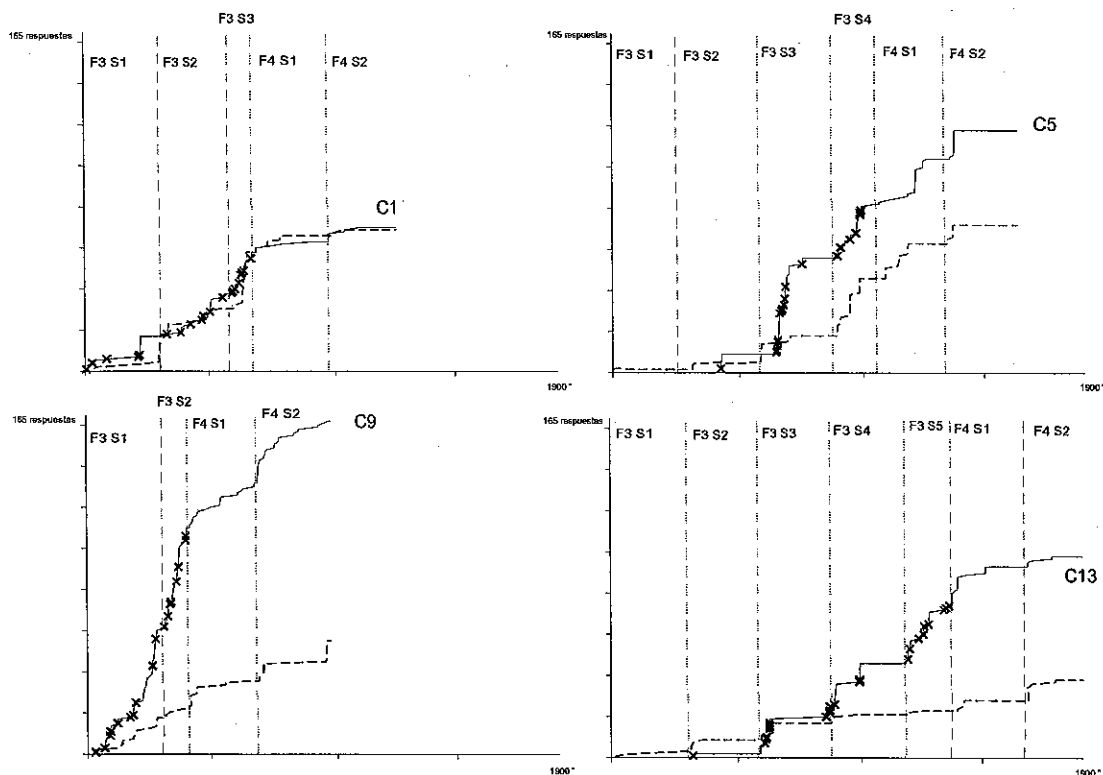 F3 S3
165 respuestas
F3 S1
F3 S2
F4 S1
F4 S2
C1
1900"
F3 S4
F3 S1
F3 S2
F3 S3
F4 S1
F4 S2
C5
1900"
165 respuestas
F3 S2
F3 S1
F4 S1
F4 S2
C9
1900"
165 respuestas
F3 S1
F3 S2
F3 S3
F3 S4
F3 S5
F4 S1
F4 S2
C13
1900"
165 respuestas